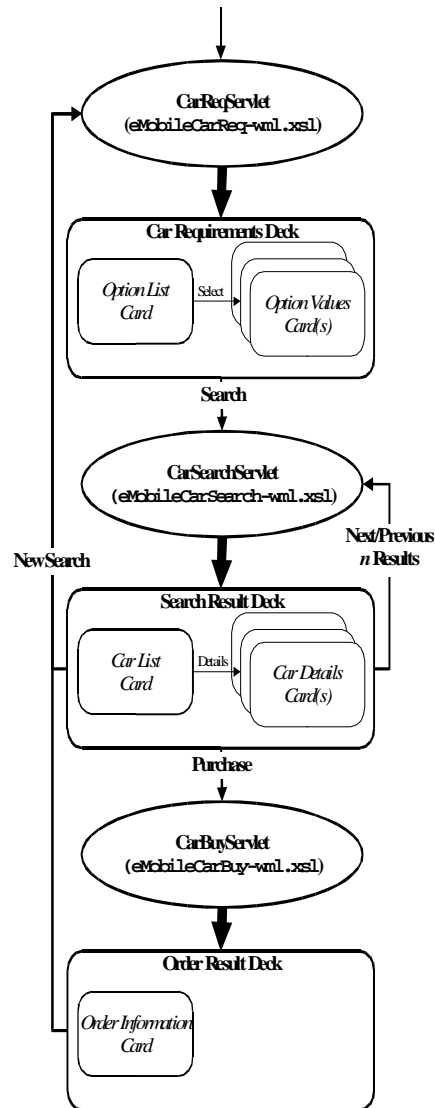 CarReqServlet
(eMobileCarReq-wml.xsl)
Car Requirements Deck
Option List
Card
Select
Option Values
Card(s)
Search
CarSearchServlet
(eMobileCarSearch-wml.xsl)
New Search
Next/Previous
n Results
Search Result Deck
Car List
Card
Details
Car Details
Card(s)
Purchase
CarBuyServlet
(eMobileCarBuy-wml.xsl)
Order Result Deck
Order Information
Card